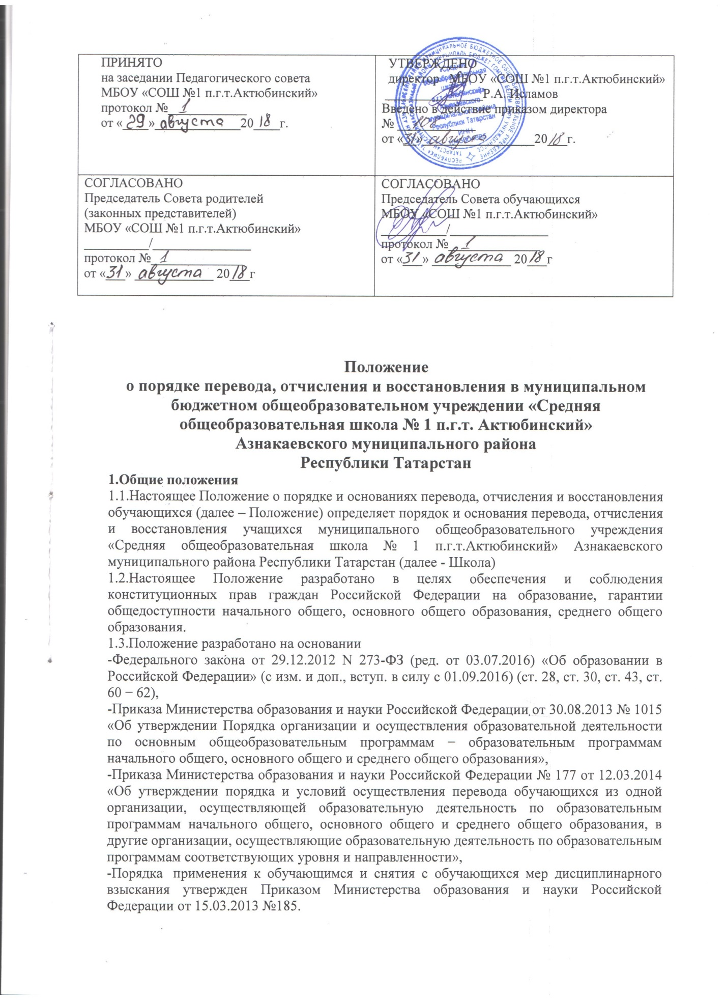 ПРИНЯТО
на заседании Педагогического совета
МБОУ «СОШ №1 п.г.т.Актюбинский»
протокол № 1
от «29» августа 2018 г.
УТВЕРЖДЕНО
директор МБОУ «СОШ №1 п.г.т.Актюбинский»
Р.А. Исламов
Введено в действие приказом директора
№ 108
от «31» августа 2018 г.
СОГЛАСОВАНО
Председатель Совета родителей
(законных представителей)
МБОУ «СОШ №1 п.г.т.Актюбинский»
__________/_______________
протокол № 1
от «31» августа 2018 г
СОГЛАСОВАНО
Председатель Совета обучающихся
МБОУ «СОШ №1 п.г.т.Актюбинский»
__________/_______________
протокол № 1
от «31» августа 2018 г
Положение
о порядке перевода, отчисления и восстановления в муниципальном
бюджетном общеобразовательном учреждении «Средняя
общеобразовательная школа № 1 п.г.т. Актюбинский»
Азнакаевского муниципального района
Республики Татарстан
1.Общие положения
1.1.Настоящее Положение о порядке и основаниях перевода, отчисления и восстановления
обучающихся (далее – Положение) определяет порядок и основания перевода, отчисления
и восстановления учащихся муниципального общеобразовательного учреждения
«Средняя общеобразовательная школа № 1 п.г.т.Актюбинский» Азнакаевского
муниципального района Республики Татарстан (далее - Школа)
1.2.Настоящее Положение разработано в целях обеспечения и соблюдения
конституционных прав граждан Российской Федерации на образование, гарантии
общедоступности начального общего, основного общего образования, среднего общего
образования.
1.3.Положение разработано на основании
-Федерального закона от 29.12.2012 N 273-ФЗ (ред. от 03.07.2016) «Об образовании в
Российской Федерации» (с изм. и доп., вступ. в силу с 01.09.2016) (ст. 28, ст. 30, ст. 43, ст.
60 − 62),
-Приказа Министерства образования и науки Российской Федерации от 30.08.2013 № 1015
«Об утверждении Порядка организации и осуществления образовательной деятельности
по основным общеобразовательным программам − образовательным программам
начального общего, основного общего и среднего общего образования»,
-Приказа Министерства образования и науки Российской Федерации № 177 от 12.03.2014
«Об утверждении порядка и условий осуществления перевода обучающихся из одной
организации, осуществляющей образовательную деятельность по образовательным
программам начального общего, основного общего и среднего общего образования, в
другие организации, осуществляющие образовательную деятельность по образовательным
программам соответствующих уровня и направленности»,
-Порядка применения к обучающимся и снятия с обучающихся мер дисциплинарного
взыскания утвержден Приказом Министерства образования и науки Российской
Федерации от 15.03.2013 №185.